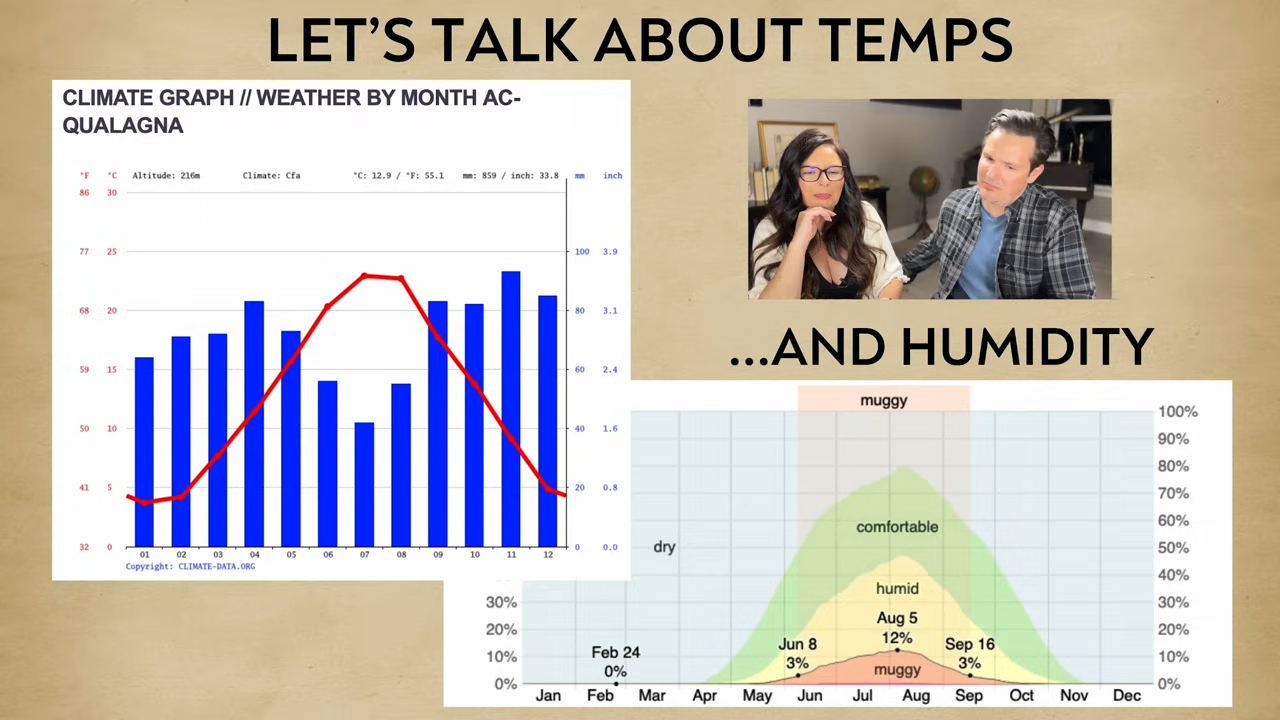 LET'S TALK ABOUT TEMPS
CLIMATE GRAPH // WEATHER BY MONTH AC-
QUALAGNA
°F °C Altitude: 216m Climate: Cfa °C: 12.9 / °F: 55.1 mm: 859 / inch: 33.8 mm inch
86 30
77 25 100 3.9
68 20 80 3.1
59 15 60 2.4
50 10 40 1.6
41 5 20 0.8
32 0 0 0.0
01 02 03 04 05 06 07 08 09 10 11 12
Copyright: CLIMATE-DATA.ORG
...AND HUMIDITY
muggy
100%
90%
80%
70%
comfortable 60%
dry 50%
40%
30% humid 30%
20% Aug 5 20%
12%
Jun 8 Sep 16
Feb 24 3% 3%
10% 0% muggy 10%
0% 0%
Jan Feb Mar Apr May Jun Jul Aug Sep Oct Nov Dec